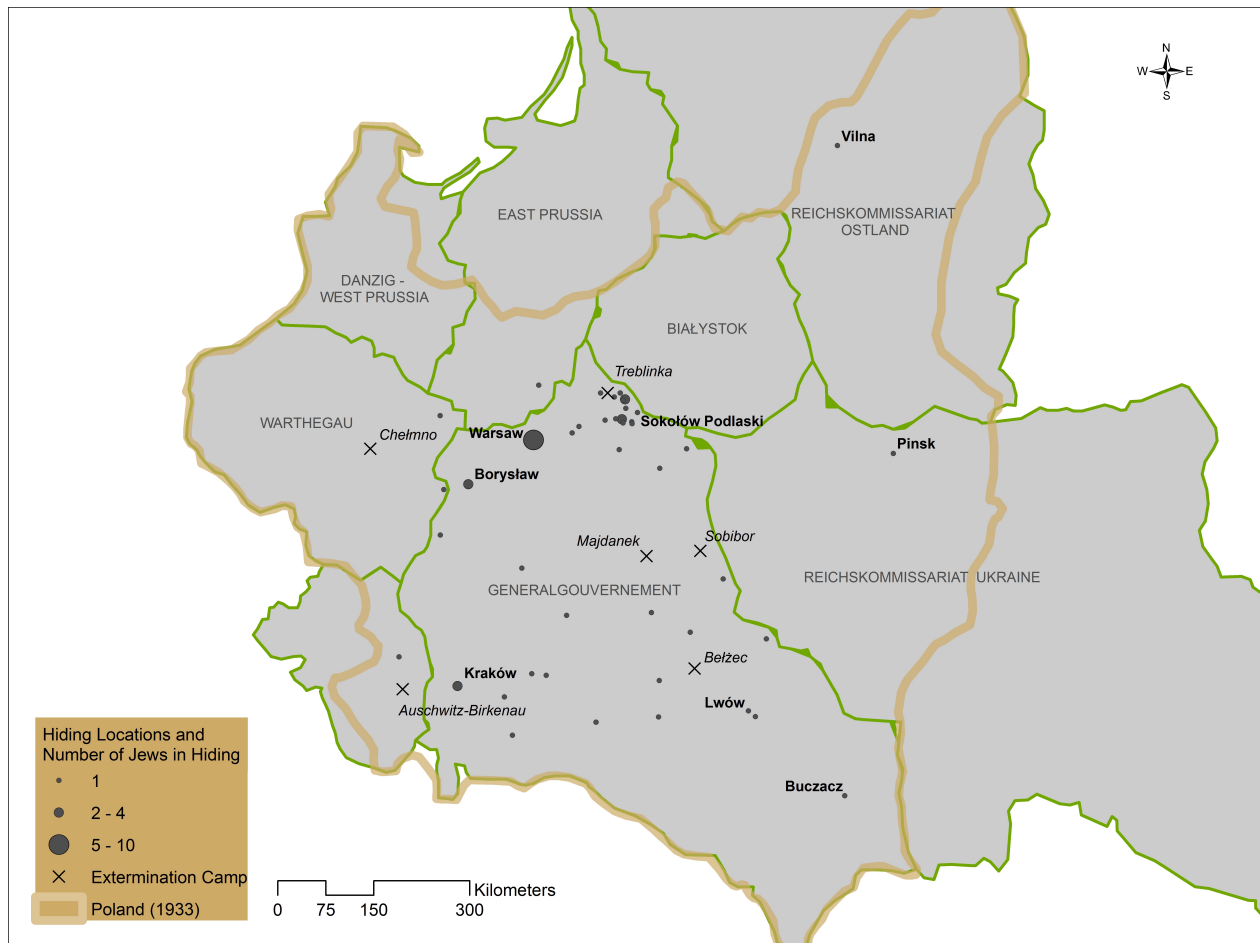 N
W E
S
Vilna
EAST PRUSSIA
REICHSKOMMISSARIAT
OSTLAND
DANZIG -
WEST PRUSSIA
BIAŁYSTOK
Treblinka
WARTHEGAU
Chełmno
Warsaw
Sokolów Podlaski
Pinsk
Borysław
Majdanek
Sobibor
GENERALGOUVERNEMENT
REICHSKOMMISSARIAT UKRAINE
Bełżec
Kraków
Auschwitz-Birkenau
Lwów
Buczacz
Hiding Locations and
Number of Jews in Hiding
1
2 - 4
5 - 10
Extermination Camp
Poland (1933)
Kilometers
0 75 150 300